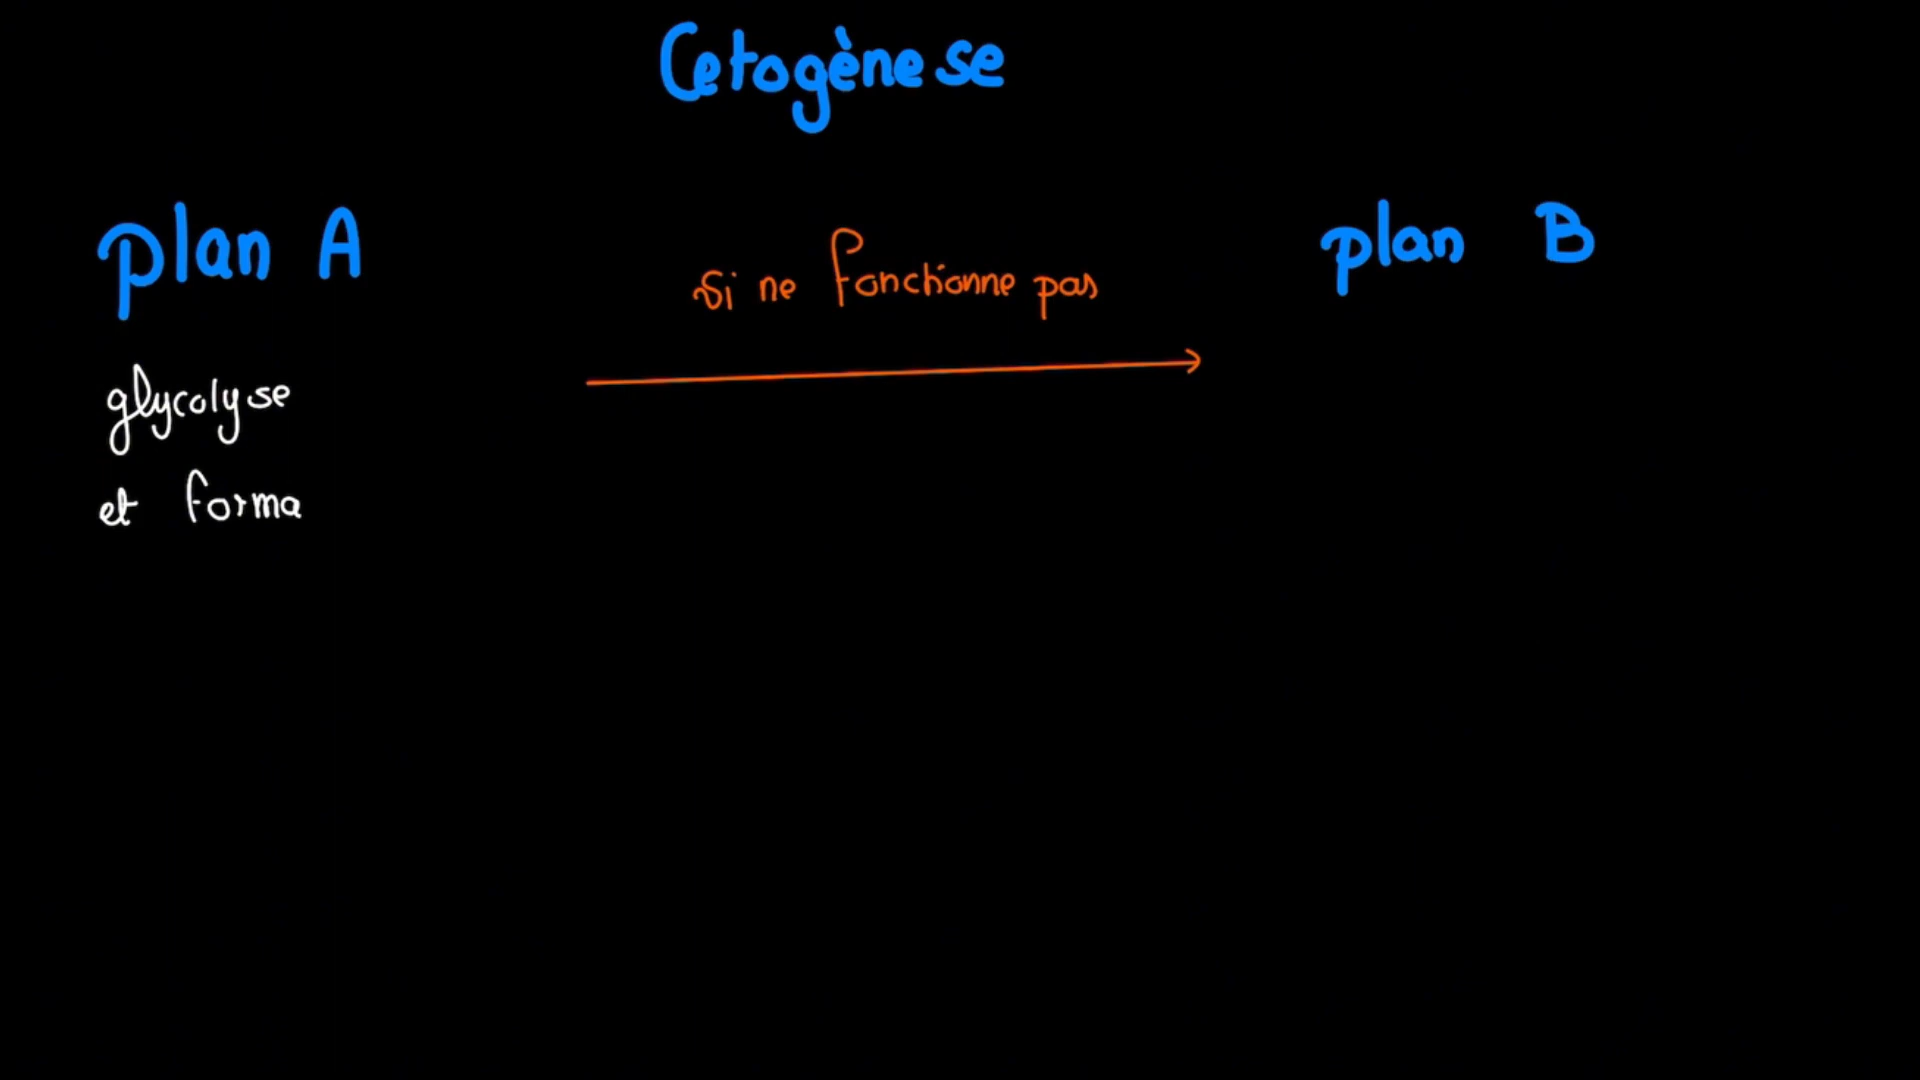 Cetogènese
plan A
si ne fonctionne pas
plan B
glycolyse
et forma